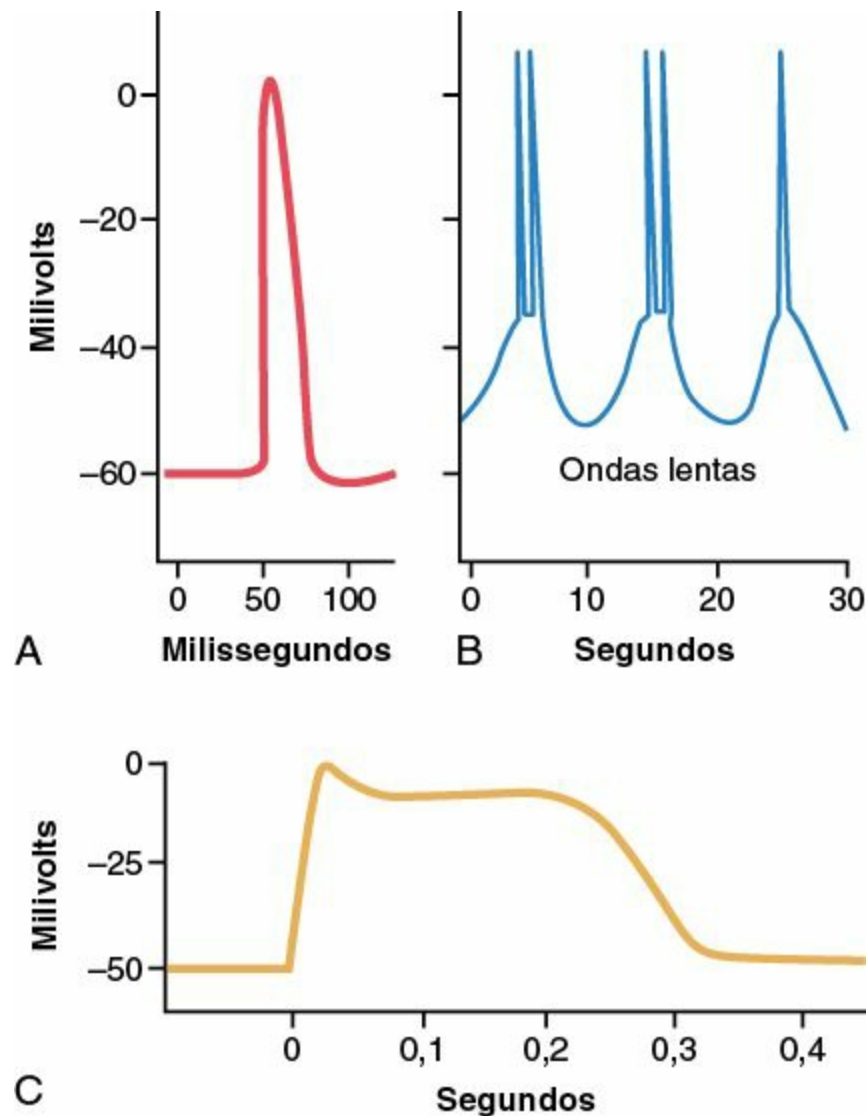 Milivolts
0
–20
–40
–60
0 50 100
Milissegundos
A
Ondas lentas
0 10 20 30
Segundos
B
Milivolts
0
–25
–50
0 0,1 0,2 0,3 0,4
Segundos
C